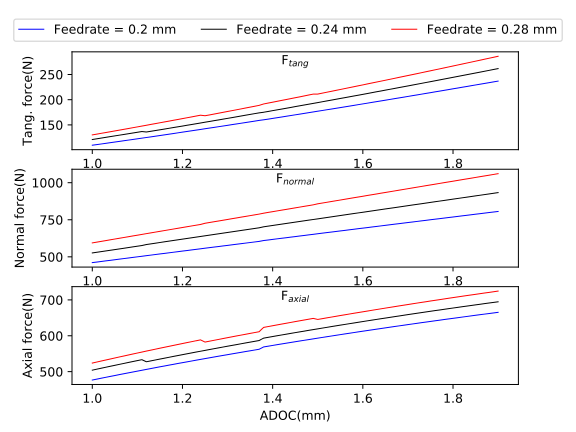 Feedrate = 0.2 mm Feedrate = 0.24 mm Feedrate = 0.28 mm
F_tang
Tang. force(N)
250
200
150
1.0 1.2 1.4 1.6 1.8
F_normal
Normal force(N)
1000
750
500
1.0 1.2 1.4 1.6 1.8
F_axial
Axial force(N)
700
600
500
1.0 1.2 1.4 1.6 1.8
ADOC(mm)